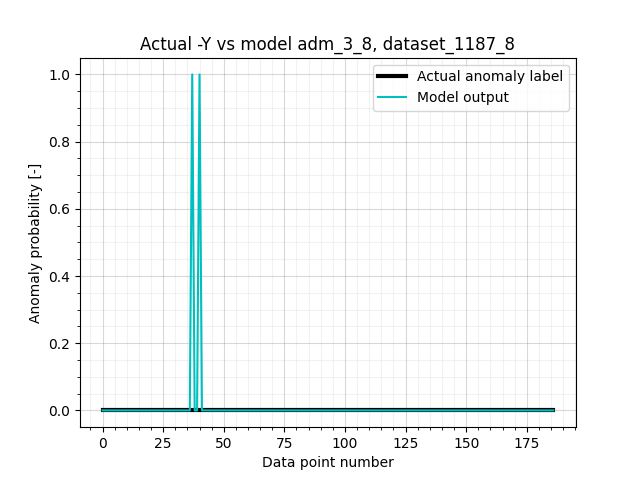 Actual -Y vs model adm_3_8, dataset_1187_8
Actual anomaly label
Model output
Anomaly probability [-]
1.0
0.8
0.6
0.4
0.2
0.0
0 25 50 75 100 125 150 175
Data point number